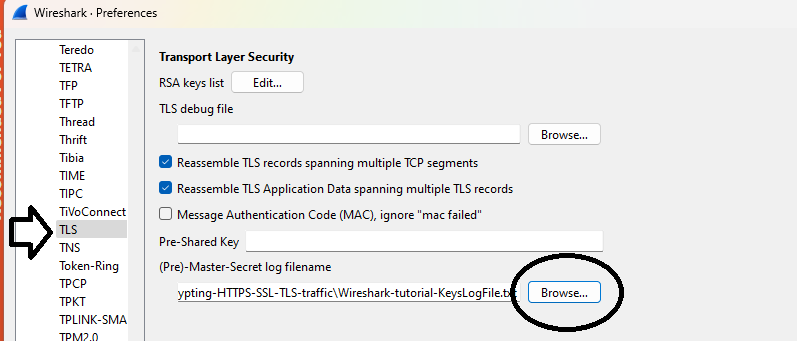 Wireshark · Preferences
Teredo
TETRA
TFP
TFTP
Thread
Thrift
Tibia
TIME
TIPC
TiVoConnect
TLS
TNS
Token-Ring
TPCP
TPKT
TPLINK-SMA
TPM2.0
Transport Layer Security
RSA keys list Edit...
TLS debug file
Browse...
Reassemble TLS records spanning multiple TCP segments
Reassemble TLS Application Data spanning multiple TLS records
Message Authentication Code (MAC), ignore "mac failed"
Pre-Shared Key
(Pre)-Master-Secret log filename
ypting-HTTPS-SSL-TLS-traffic\Wireshark-tutorial-KeysLogFile.txt Browse...